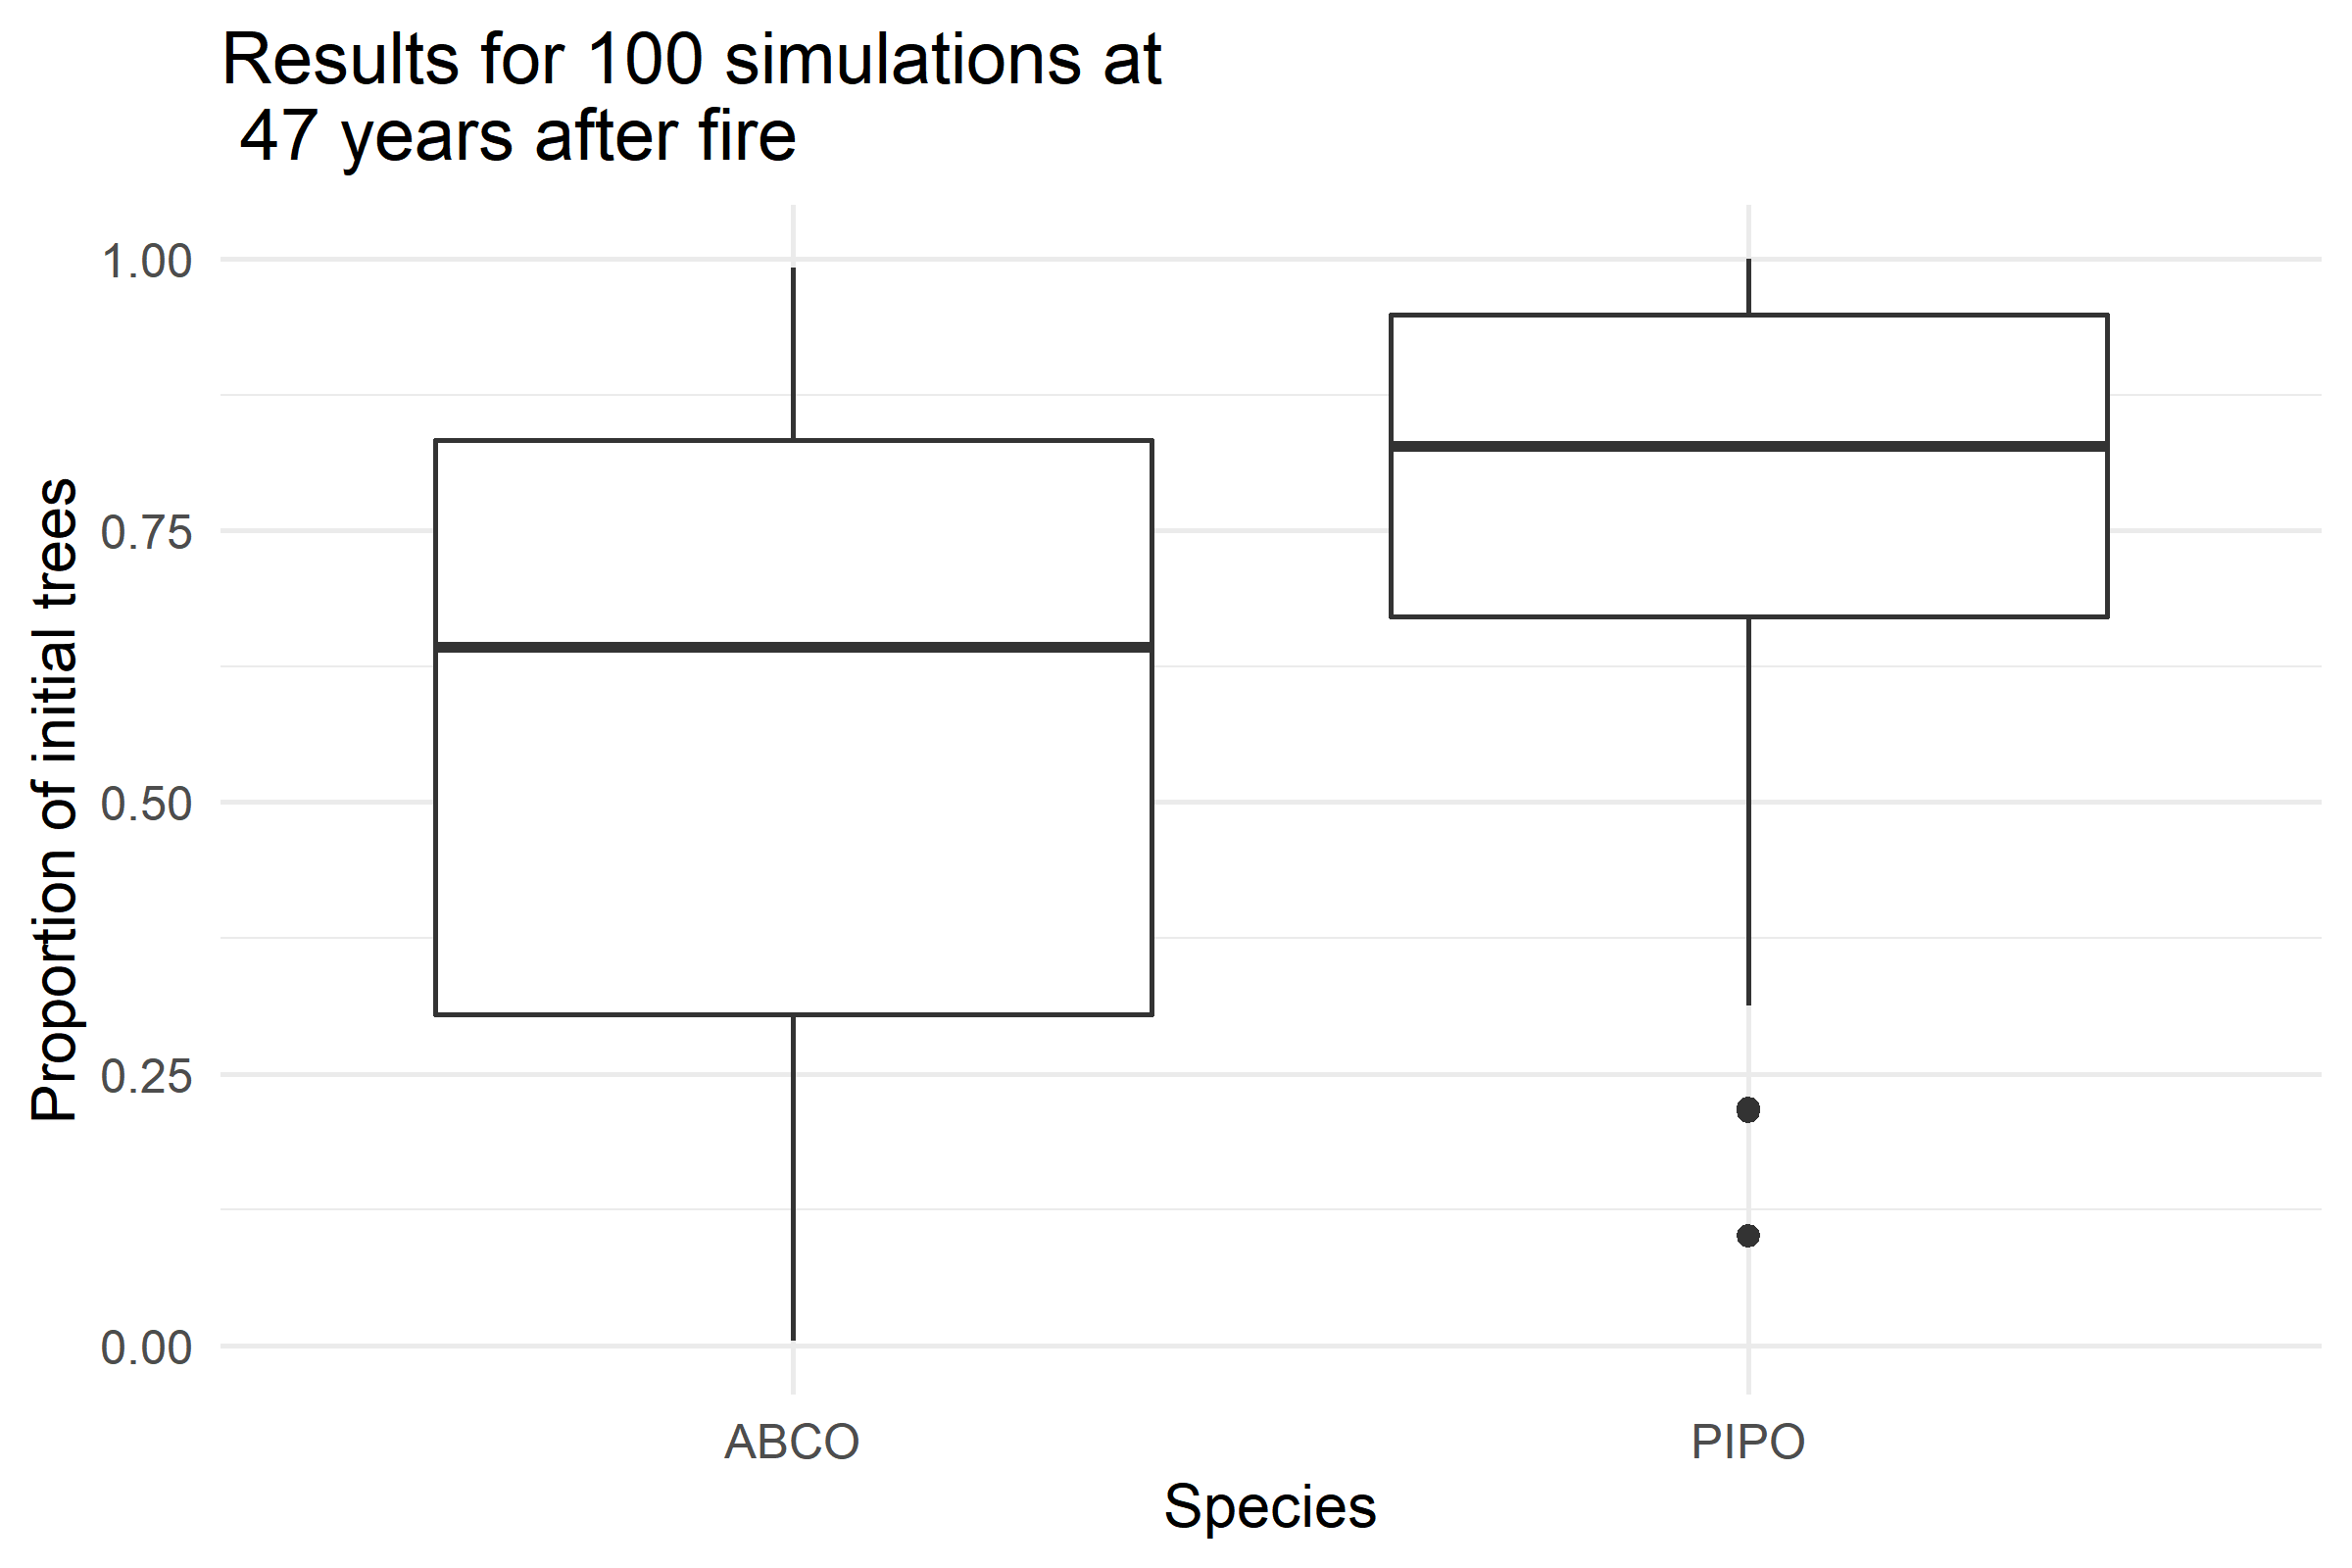 Results for 100 simulations at
47 years after fire
Proportion of initial trees
1.00
0.75
0.50
0.25
0.00
ABCO
PIPO
Species